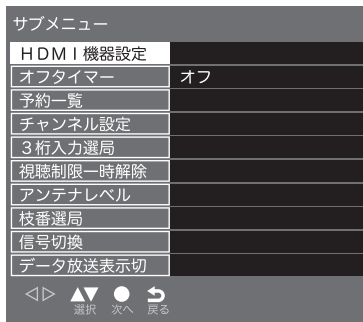 サブメニュー
HDMI機器設定
オフタイマー オフ
予約一覧
チャンネル設定
3桁入力選局
視聴制限一時解除
アンテナレベル
枝番選局
信号切換
データ放送表示切
選択 次へ 戻る